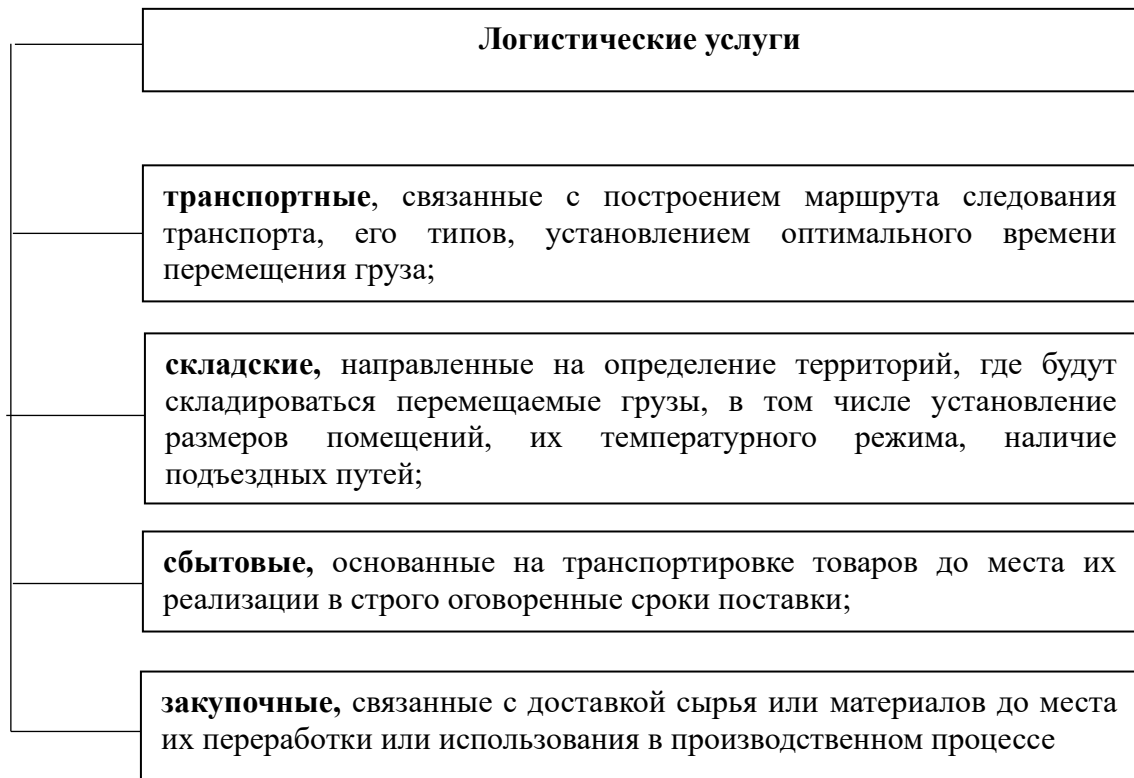 Логистические услуги
транспортные, связанные с построением маршрута следования
транспорта, его типов, установлением оптимального времени
перемещения груза;
складские, направленные на определение территорий, где будут
складироваться перемещаемые грузы, в том числе установление
размеров помещений, их температурного режима, наличие
подъездных путей;
сбытовые, основанные на транспортировке товаров до места их
реализации в строго оговоренные сроки поставки;
закупочные, связанные с доставкой сырья или материалов до места
их переработки или использования в производственном процессе